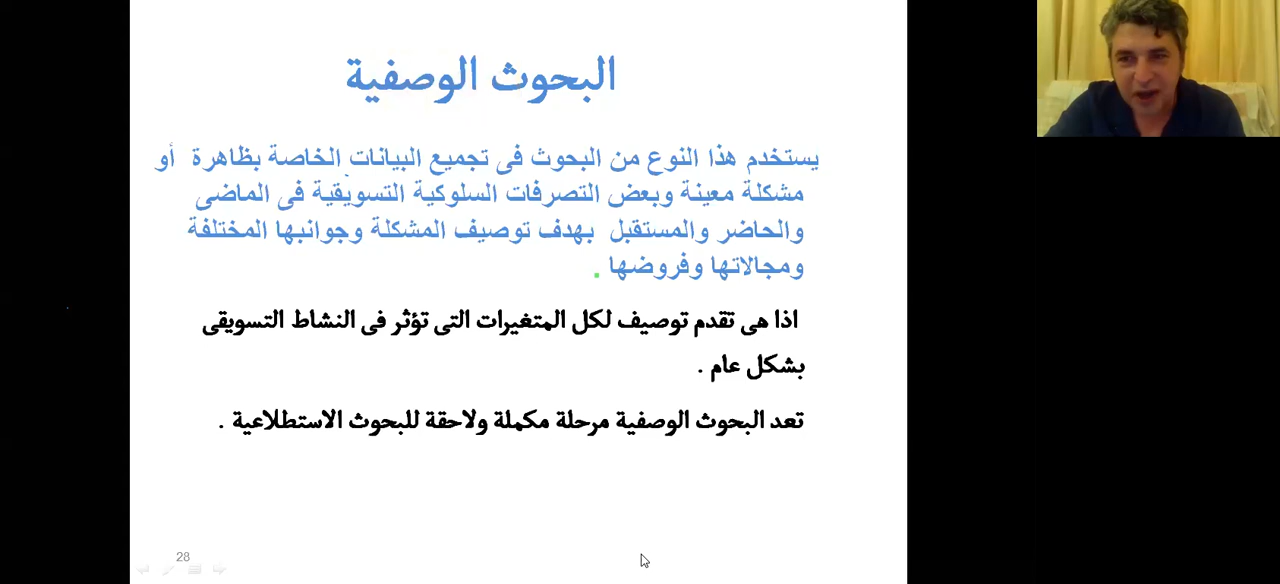 البحوث الوصفية
يستخدم هذا النوع من البحوث فى تجميع البيانات الخاصة بظاهرة أو
مشكلة معينة وبعض التصرفات السلوكية التسويقية فى الماضى
والحاضر والمستقبل بهدف توصيف المشكلة وجوانبها المختلفة
ومجالاتها وفروضها .
اذا هى تقدم توصيف لكل المتغيرات التى تؤثر فى النشاط التسويقى
بشكل عام .
تعد البحوث الوصفية مرحلة مكملة ولاحقة للبحوث الاستطلاعية .
28